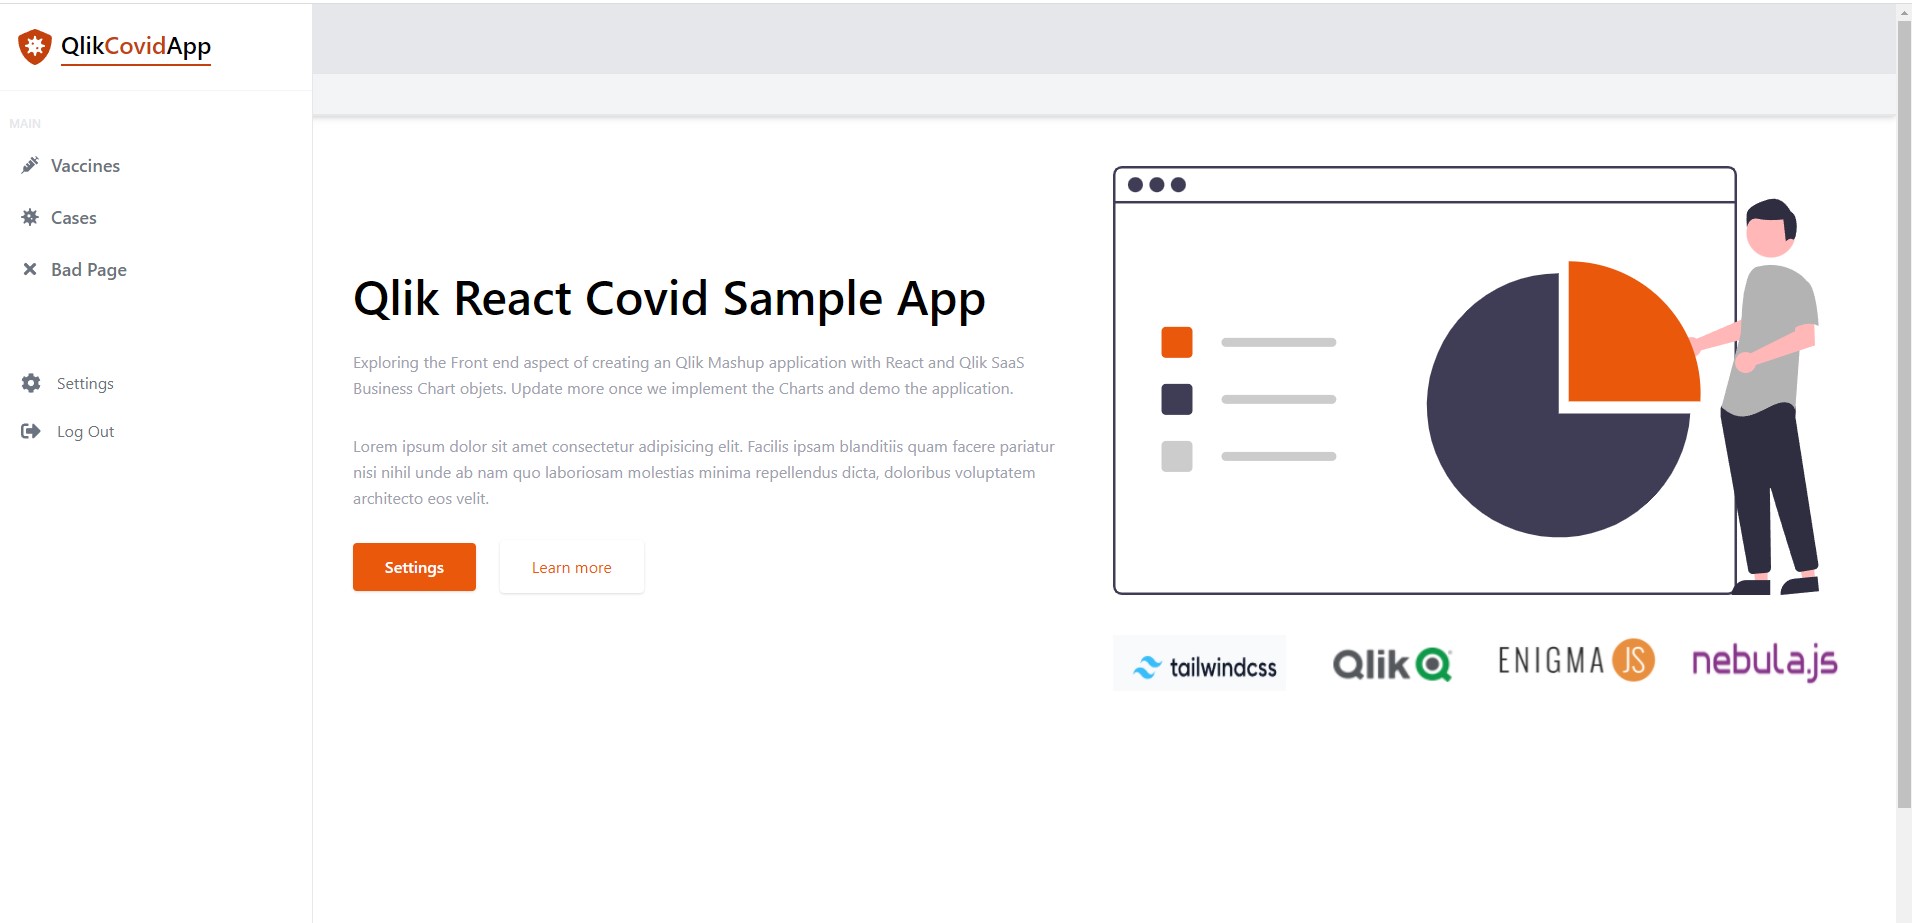 QlikCovidApp
MAIN
Vaccines
Cases
Bad Page
Settings
Log Out
Qlik React Covid Sample App
Exploring the Front end aspect of creating an Qlik Mashup application with React and Qlik SaaS
Business Chart objets. Update more once we implement the Charts and demo the application.
Lorem ipsum dolor sit amet consectetur adipisicing elit. Facilis ipsam blanditiis quam facere pariatur
nisi nihil unde ab nam quo laboriosam molestias minima repellendus dicta, doloribus voluptatem
architecto eos velit.
Settings
Learn more
tailwindcss
Qlik
ENIGMA JS
nebula.js